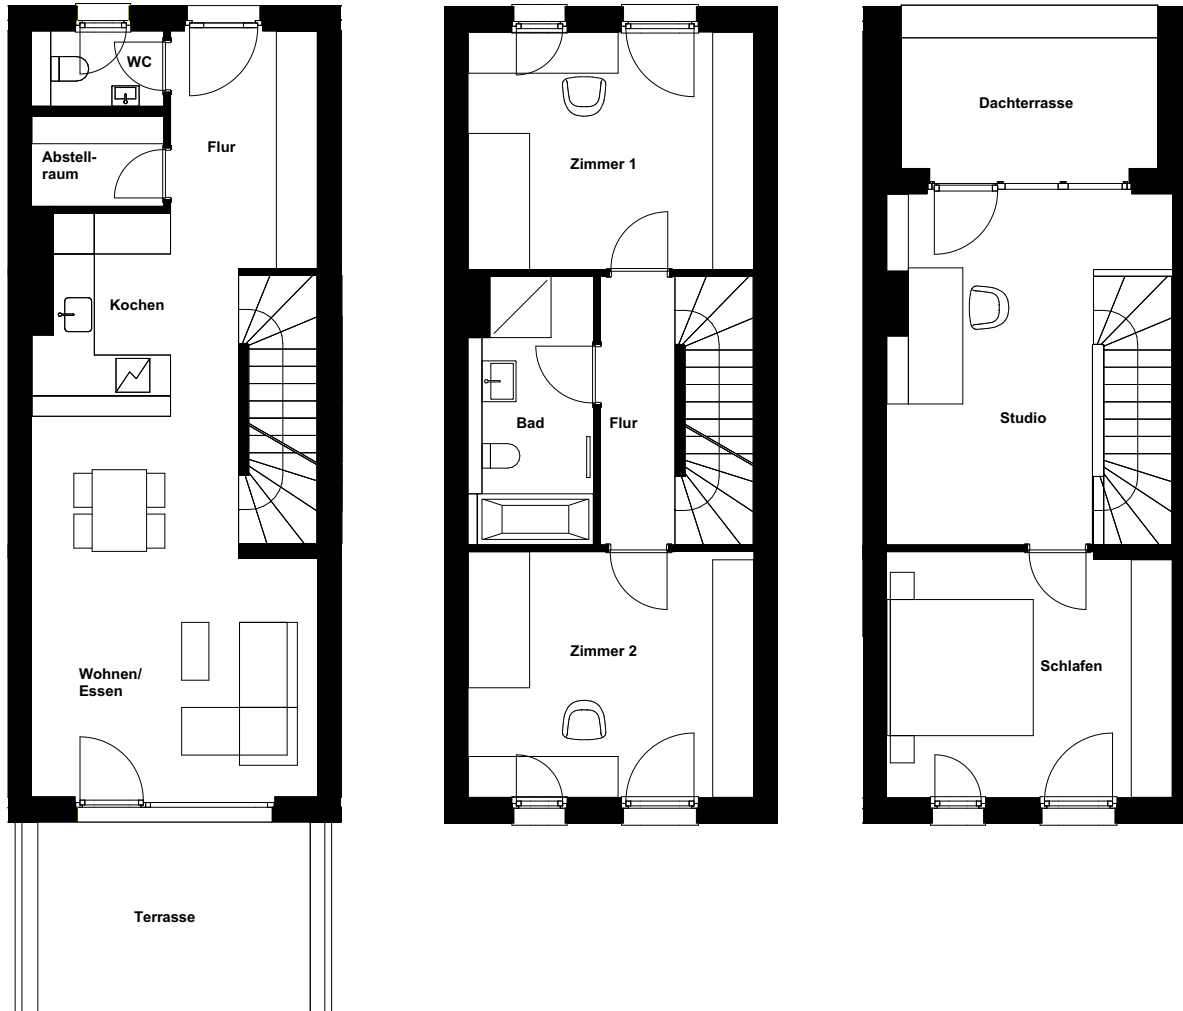 WC
Flur
Abstell-
raum
Kochen
Wohnen/
Essen
Terrasse
Zimmer 1
Bad
Flur
Zimmer 2
Dachterrasse
Studio
Schlafen